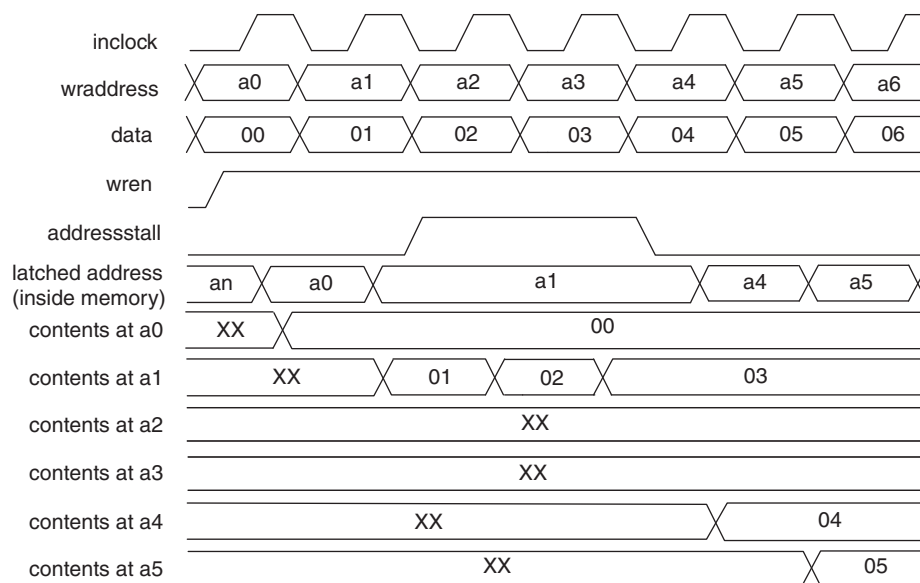 inclock
wraddress a0 a1 a2 a3 a4 a5 a6
data 00 01 02 03 04 05 06
wren
addressstall
latched address
(inside memory) an a0 a1 a4 a5
contents at a0 XX 00
contents at a1 XX 01 02 03
contents at a2 XX
contents at a3 XX
contents at a4 XX 04
contents at a5 XX 05